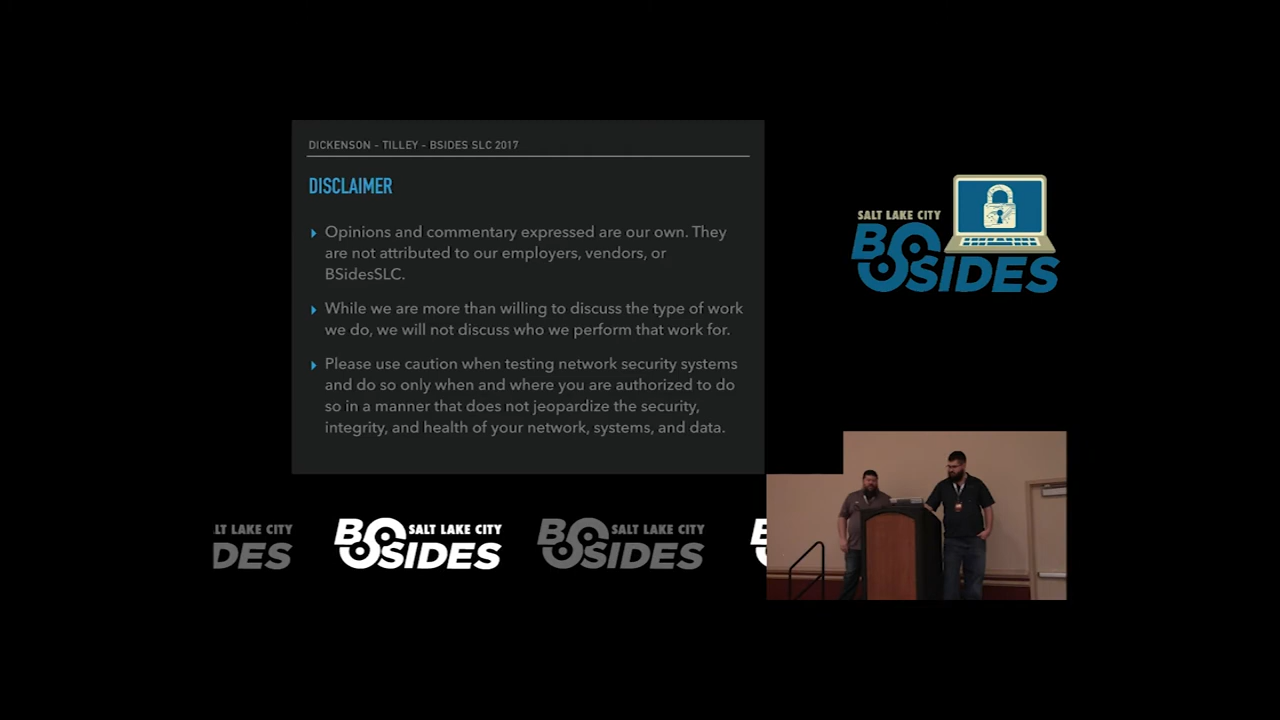 DICKENSON - TILLEY - BSIDES SLC 2017
DISCLAIMER
Opinions and commentary expressed are our own. They
are not attributed to our employers, vendors, or
BSidesSLC.
While we are more than willing to discuss the type of work
we do, we will not discuss who we perform that work for.
Please use caution when testing network security systems
and do so only when and where you are authorized to do
so in a manner that does not jeopardize the security,
integrity, and health of your network, systems, and data.
SALT LAKE CITY
BSIDES
LT LAKE CITY
DES
SALT LAKE CITY
BSIDES
SALT LAKE CITY
BSIDES
B